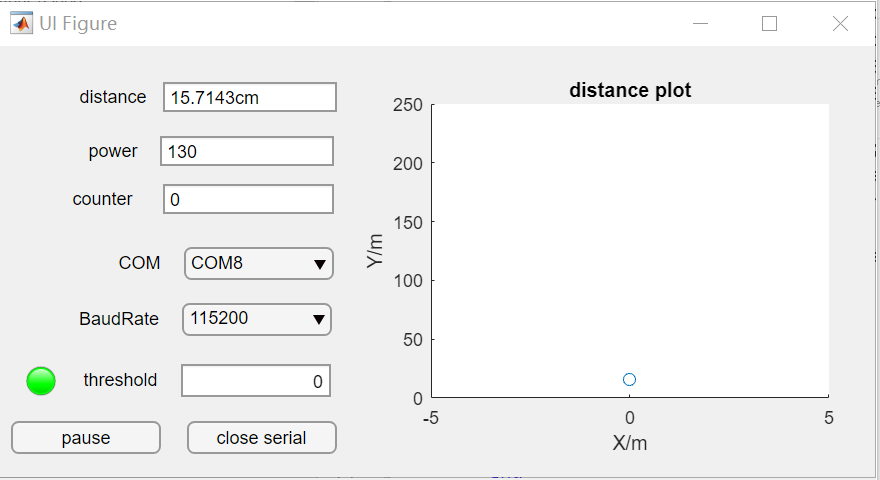 UI Figure
distance 15.7143cm
power 130
counter 0
COM COM8
BaudRate 115200
threshold 0
pause close serial
distance plot
250
200
150
100
50
0
Y/m
-5 0 5
X/m